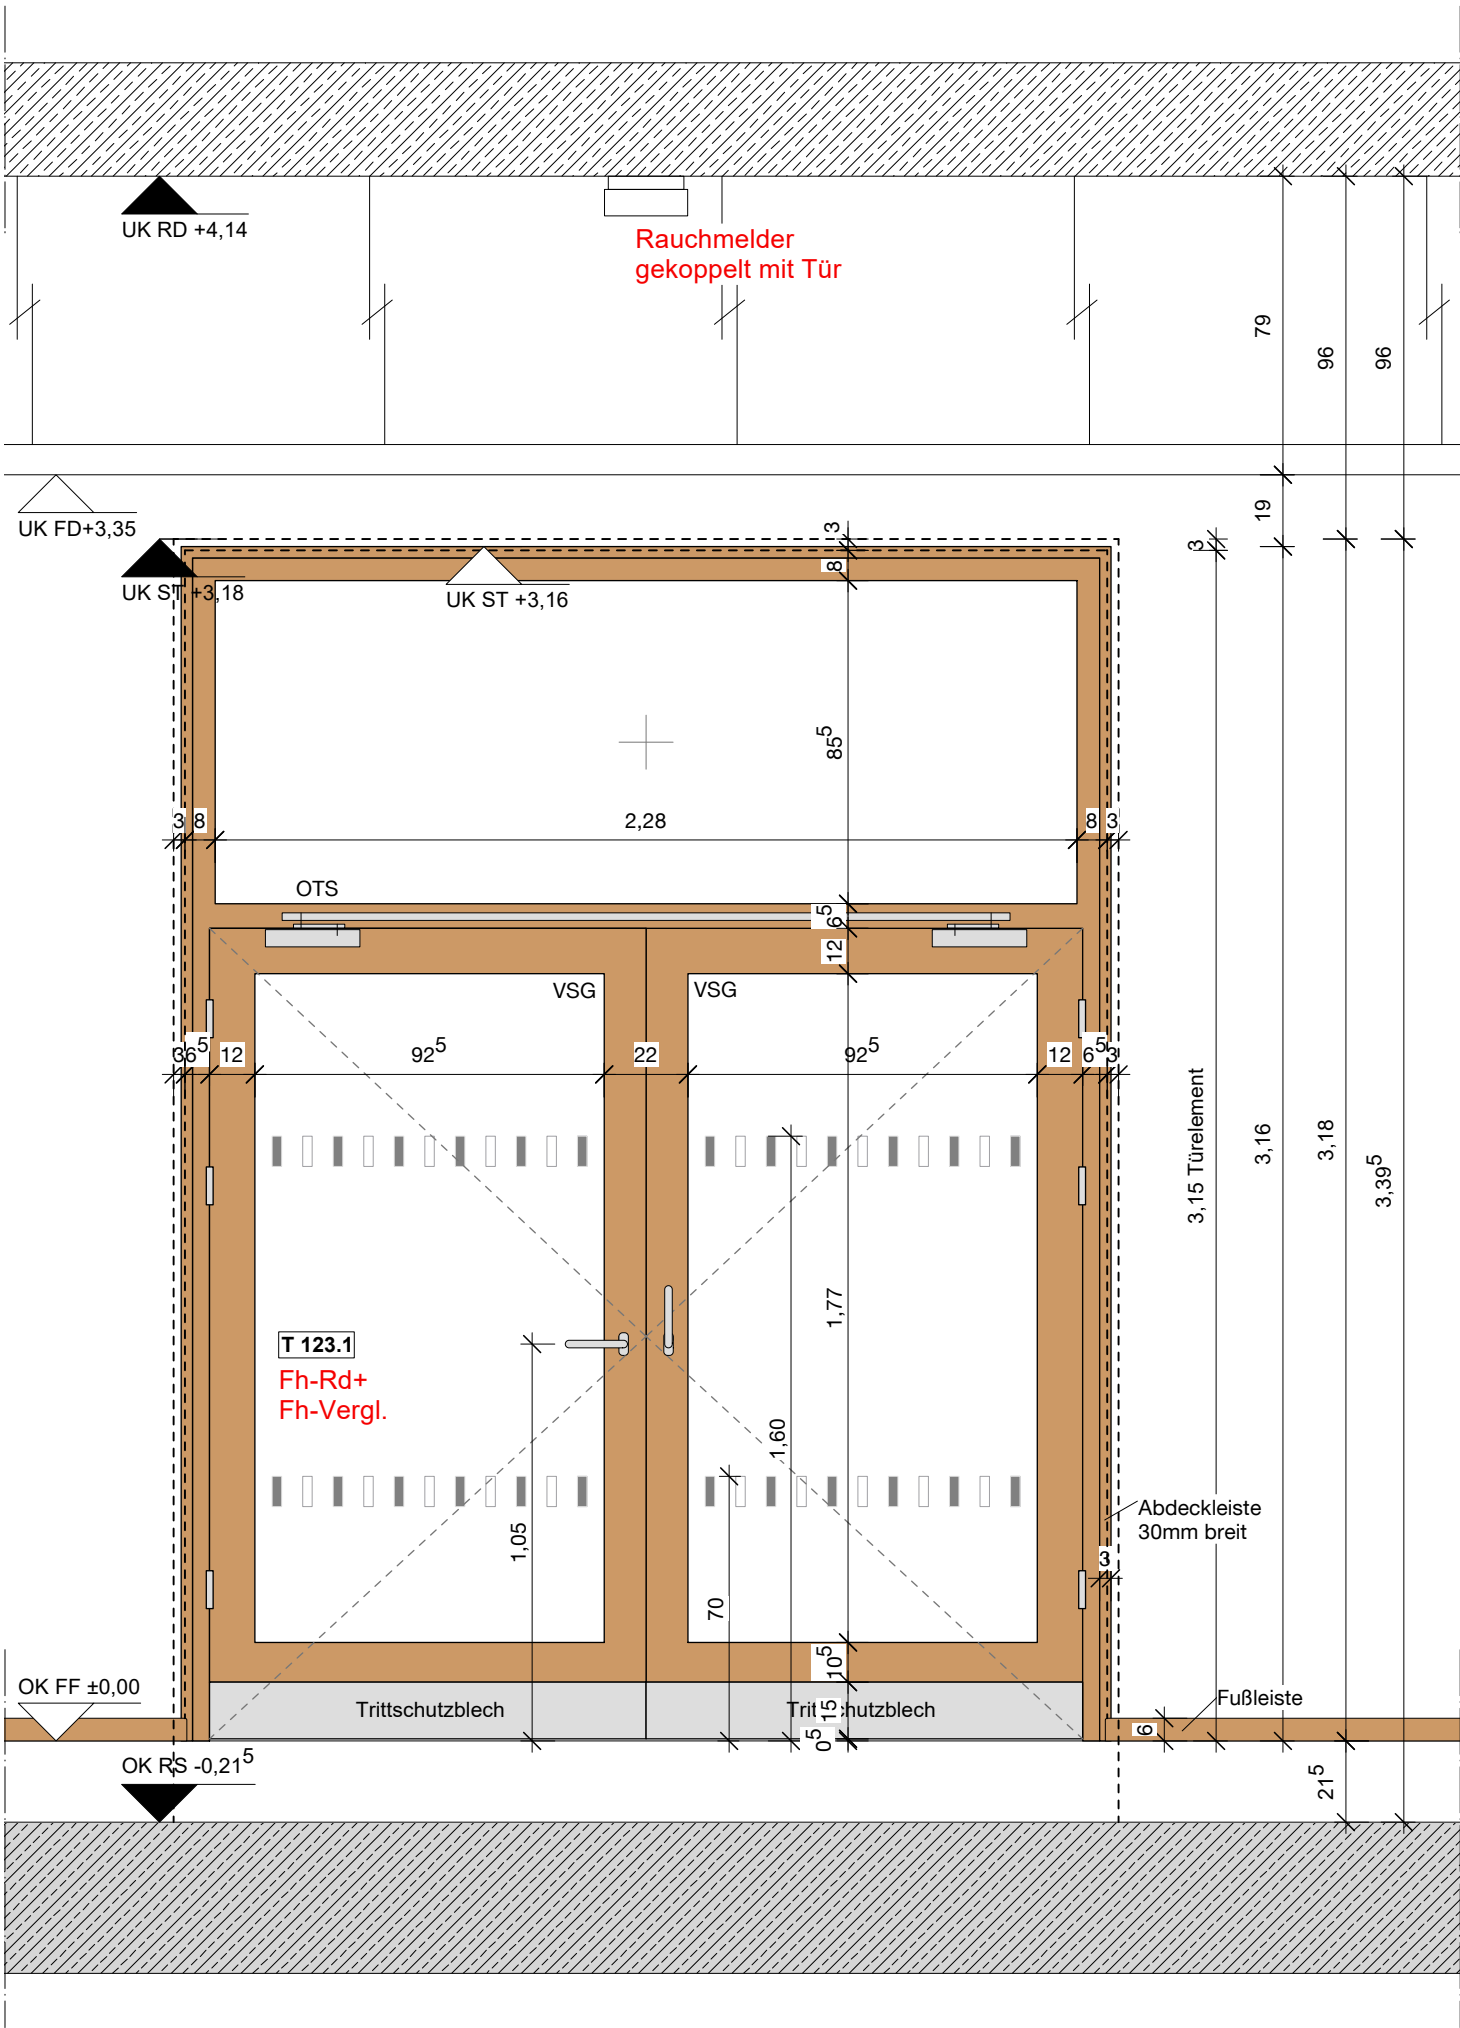 UK RD +4,14
Rauchmelder
gekoppelt mit Tür
79
96
96
UK FD+3,35
19
3
3
UK ST +3,18
8
UK ST +3,16
85⁵
3
8
2,28
8
3
OTS
6⁵
12
VSG
VSG
3
6⁵
12
92⁵
22
92⁵
12
6⁵
3
3,15 Türelement
3,16
3,18
3,39⁵
1,77
T 123.1
Fh-Rd+
Fh-Vergl.
1,60
1,05
70
Abdeckleiste
30mm breit
3
10⁵
OK FF ±0,00
Trittschutzblech
Trittschutzblech
15
0⁵
Fußleiste
6
OK RS -0,21⁵
21⁵